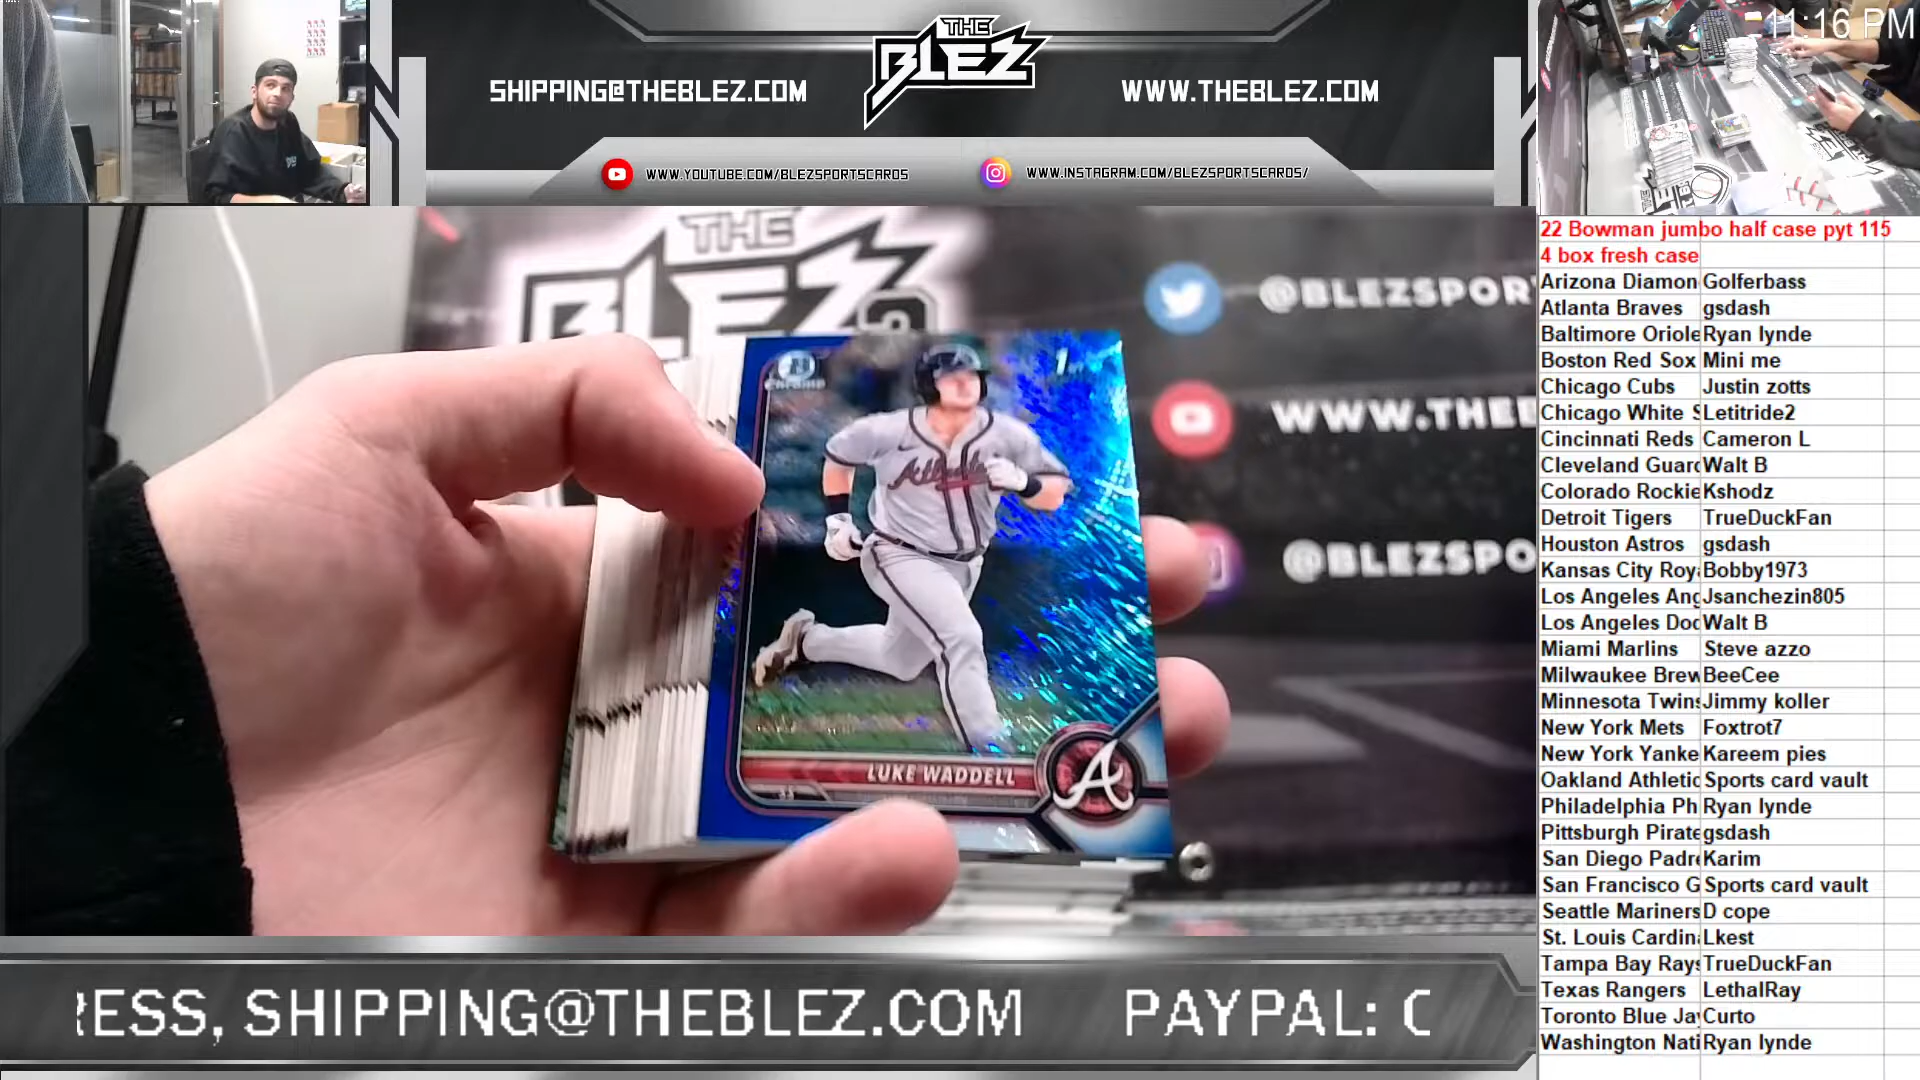 11:16 PM
THE
BLEZ
SHIPPING@THEBLEZ.COM
WWW.THEBLEZ.COM
WWW.YOUTUBE.COM/BLEZSPORTSCARDS
WWW.INSTAGRAM.COM/BLEZSPORTSCARDS/
THE
BLEZ
@BLEZSPOR
WWW.THE
@BLEZSPO
Chrome
1st
Atlanta
LUKE WADDELL
A
22 Bowman jumbo half case pyt 115
4 box fresh case
Arizona Diamon Golferbass
Atlanta Braves gsdash
Baltimore Oriole Ryan lynde
Boston Red Sox Mini me
Chicago Cubs Justin zotts
Chicago White S Letitride2
Cincinnati Reds Cameron L
Cleveland Guard Walt B
Colorado Rockie Kshodz
Detroit Tigers TrueDuckFan
Houston Astros gsdash
Kansas City Roya Bobby1973
Los Angeles Ang Jsanchezin805
Los Angeles Dod Walt B
Miami Marlins Steve azzo
Milwaukee Brew BeeCee
Minnesota Twins Jimmy koller
New York Mets Foxtrot7
New York Yanke Kareem pies
Oakland Athletic Sports card vault
Philadelphia Ph Ryan lynde
Pittsburgh Pirate gsdash
San Diego Padre Karim
San Francisco G Sports card vault
Seattle Mariners D cope
St. Louis Cardina Lkest
Tampa Bay Rays TrueDuckFan
Texas Rangers LethalRay
Toronto Blue Jay Curto
Washington Nati Ryan lynde
RESS, SHIPPING@THEBLEZ.COM PAYPAL: